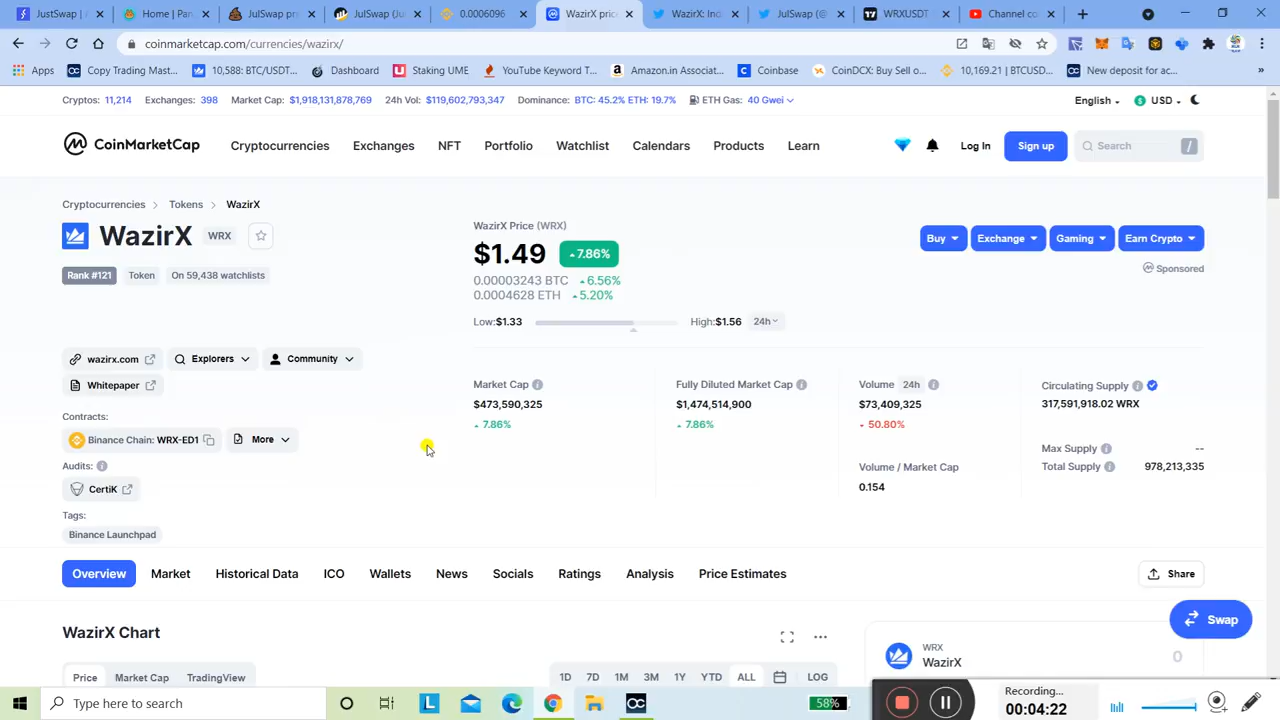 JustSwap |
JulSwap pr
Home - Pa
JulSwap (Ju
0.0006096
WazirX pric
WazirX: Ind
JulSwap (@
WRXUSDT
Channel co
coinmarketcap.com/currencies/wazirx/
Apps
Copy Trading Mast...
10,588: BTC/USDT...
Dashboard
Staking UME
YouTube Keyword T...
Amazon.in Associat...
Coinbase
CoinDCX: Buy Sell o...
10,169.21 | BTCUSD...
New deposit for ac...
»
Cryptos: 11,214 Exchanges: 398 Market Cap: $1,918,131,878,769 24h Vol: $119,602,793,347 Dominance: BTC: 45.2% ETH: 19.7% ETH Gas: 40 Gwei
English USD
CoinMarketCap
Cryptocurrencies Exchanges NFT Portfolio Watchlist Calendars Products Learn
Log In Sign up Search /
Cryptocurrencies > Tokens > WazirX
WazirX WRX
Rank #121 Token On 59,438 watchlists
WazirX Price (WRX)
$1.49 7.86%
0.00003243 BTC 6.56%
0.0004628 ETH 5.20%
Low:$1.33 High:$1.56 24h
Buy Exchange Gaming Earn Crypto
Sponsored
wazirx.com Explorers Community
Whitepaper
Contracts:
Binance Chain: WRX-ED1 More
Audits:
CertiK
Tags:
Binance Launchpad
Market Cap
$473,590,325
7.86%
Fully Diluted Market Cap
$1,474,514,900
7.86%
Volume 24h
$73,409,325
50.80%
Volume / Market Cap
0.154
Circulating Supply
317,591,918.02 WRX
Max Supply --
Total Supply 978,213,335
Overview Market Historical Data ICO Wallets News Socials Ratings Analysis Price Estimates
Share
WazirX Chart
Swap
Price Market Cap TradingView
1D 7D 1M 3M 1Y YTD ALL LOG
WRX
WazirX
0
Type here to search
L
CC
58%
Recording...
00:04:22